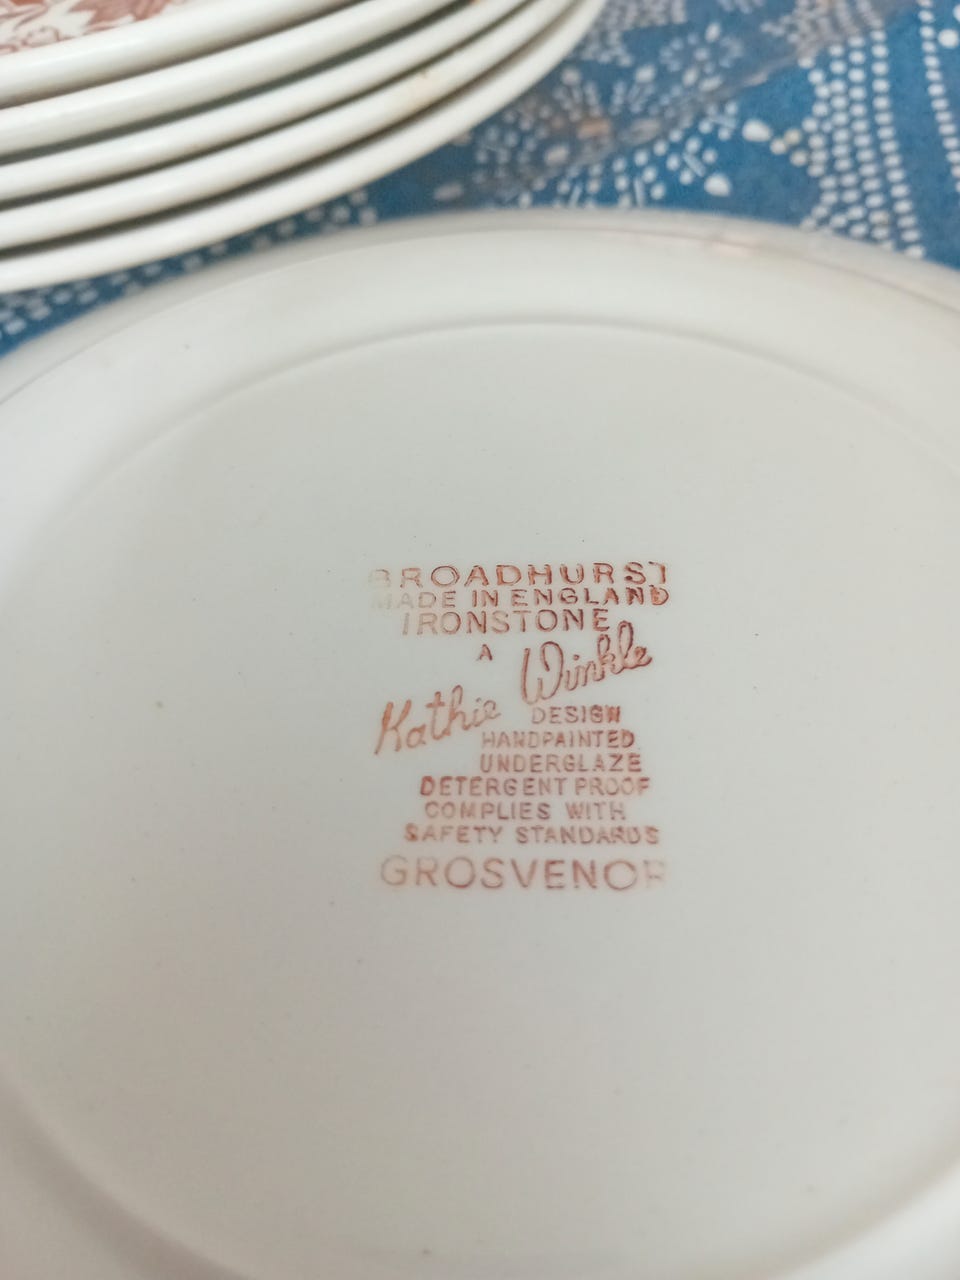 BROADHURST
MADE IN ENGLAND
IRONSTONE
A Kathie Winkle
DESIGN
HANDPAINTED
UNDERGLAZE
DETERGENT PROOF
COMPLIES WITH
SAFETY STANDARDS
GROSVENOR